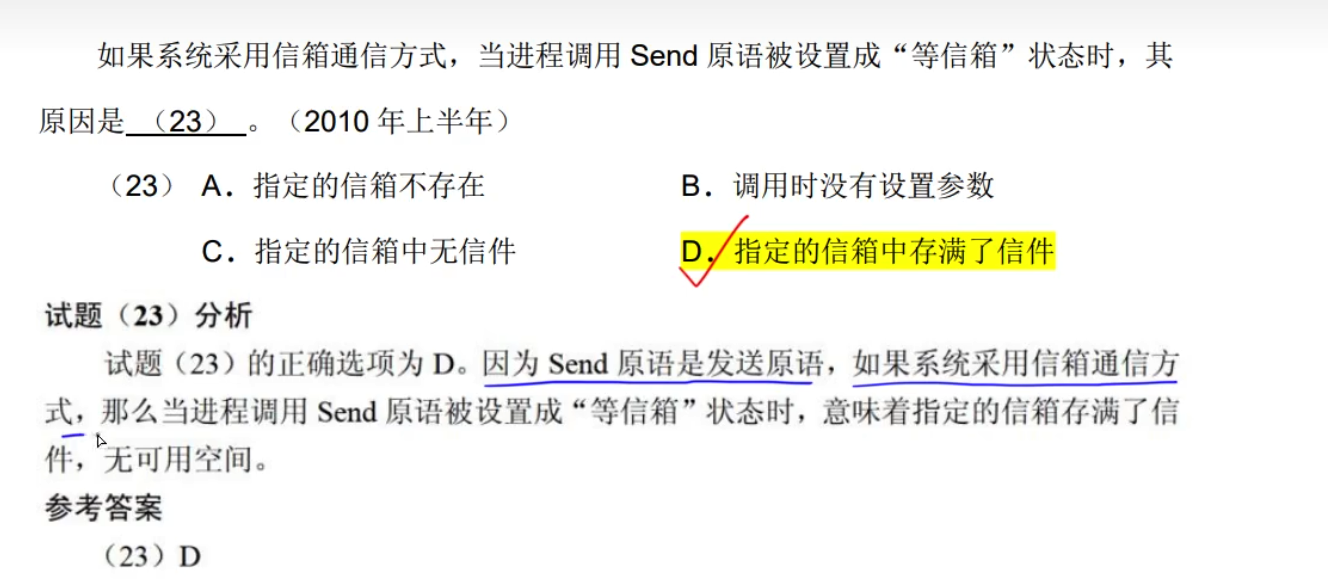 如果系统采用信箱通信方式，当进程调用 Send 原语被设置成“等信箱”状态时，其
原因是 （23） 。（2010 年上半年）
（23） A．指定的信箱不存在 B．调用时没有设置参数
C．指定的信箱中无信件 D．指定的信箱中存满了信件
试题（23）分析
试题（23）的正确选项为 D。因为 Send 原语是发送原语，如果系统采用信箱通信方
式，那么当进程调用 Send 原语被设置成“等信箱”状态时，意味着指定的信箱存满了信
件，无可用空间。
参考答案
（23）D